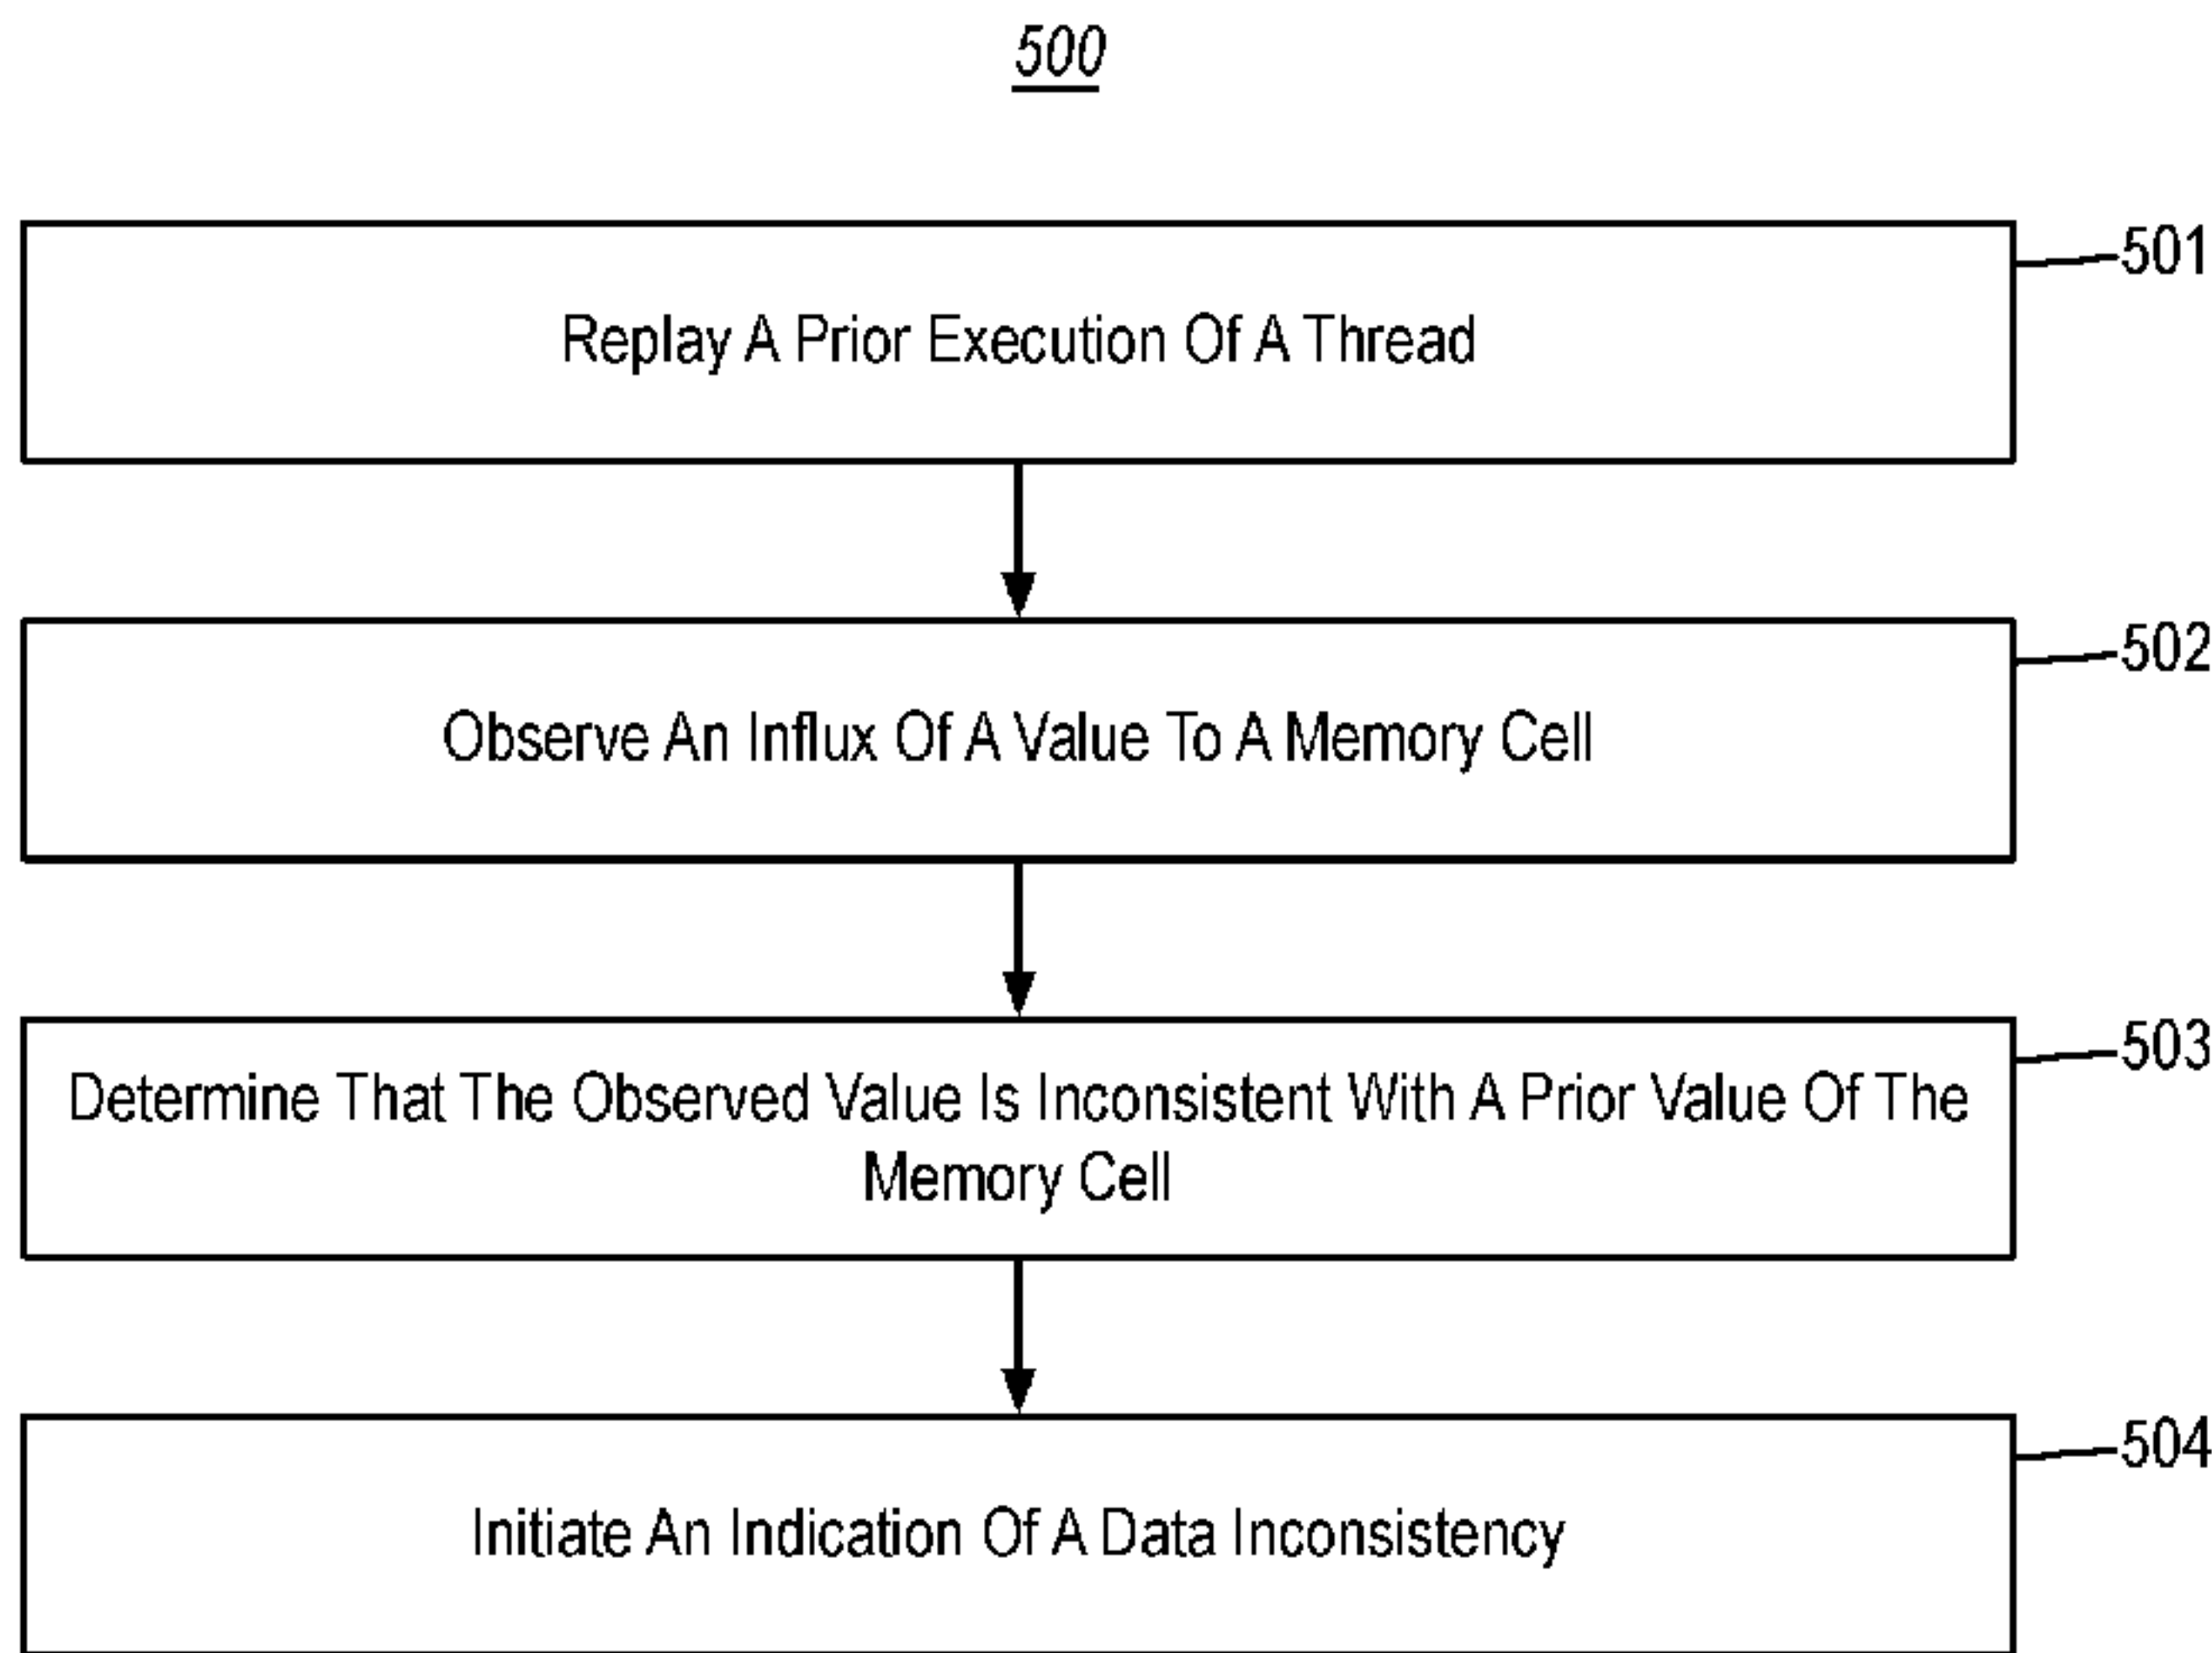 500
501
Replay A Prior Execution Of A Thread
502
Observe An Influx Of A Value To A Memory Cell
503
Determine That The Observed Value Is Inconsistent With A Prior Value Of The
Memory Cell
504
Initiate An Indication Of A Data Inconsistency